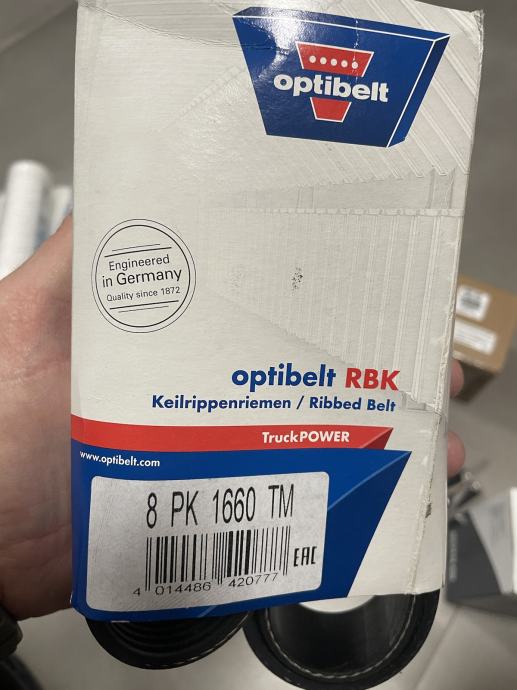 optibelt
Engineered
in Germany
Quality since 1872
optibelt RBK
Keilrippenriemen / Ribbed Belt
TruckPOWER
www.optibelt.com
8 PK 1660 TM
EAC
4 014486 420777